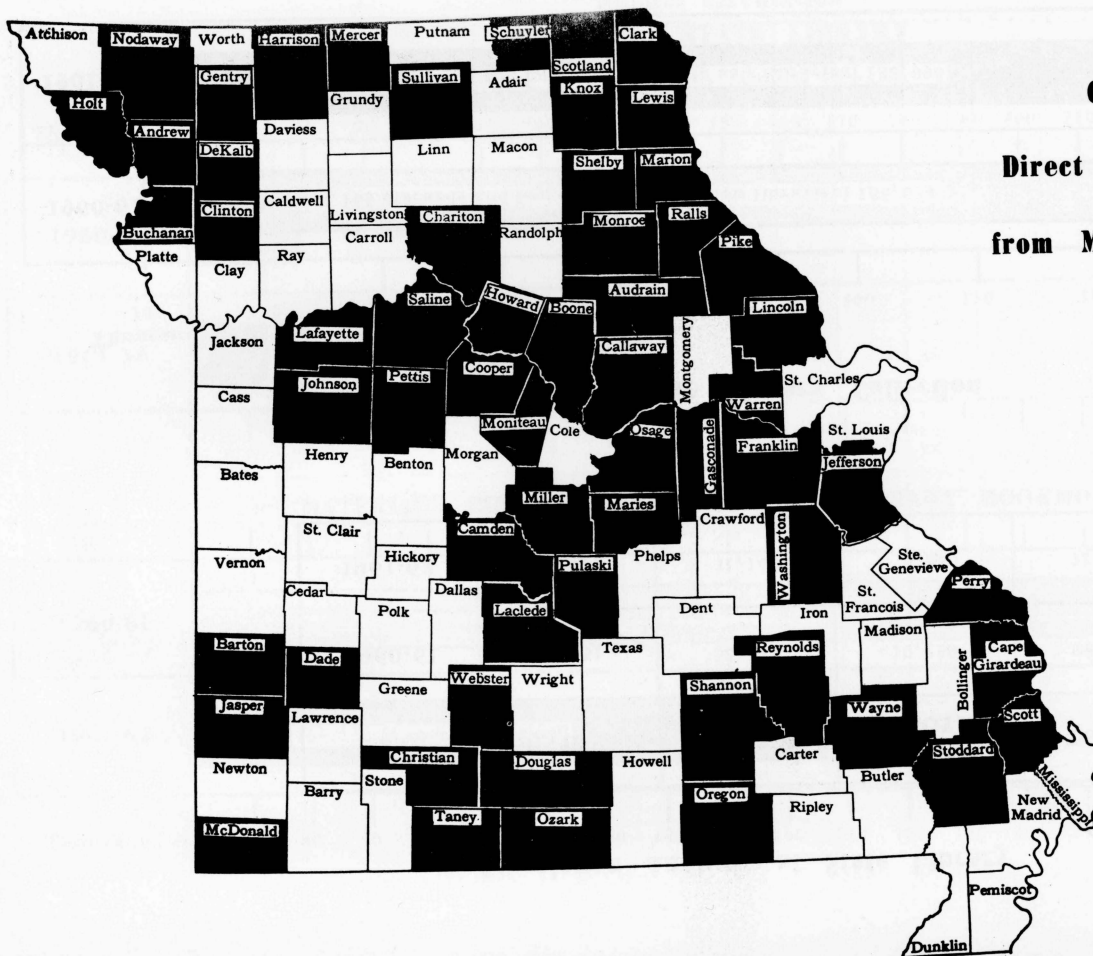 Atchison
Nodaway
Worth
Harrison
Mercer
Putnam
Schuyler
Scotland
Clark
Gentry
Sullivan
Adair
Knox
Lewis
Holt
Grundy
Andrew
DeKalb
Daviess
Linn
Macon
Shelby
Marion
Buchanan
Clinton
Caldwell
Livingston
Chariton
Randolph
Monroe
Ralls
Pike
Platte
Clay
Ray
Carroll
Audrain
Saline
Howard
Boone
Lincoln
Jackson
Lafayette
Callaway
Montgomery
Cooper
St. Charles
Cass
Johnson
Pettis
Warren
Moniteau
Cole
Osage
Gasconade
Franklin
St. Louis
Jefferson
Henry
Benton
Morgan
Bates
Miller
Maries
Crawford
Washington
St. Clair
Camden
Phelps
Vernon
Hickory
Pulaski
Ste.
Genevieve
Cedar
Dallas
Laclede
St.
Francois
Perry
Polk
Dent
Iron
Madison
Barton
Dade
Texas
Reynolds
Cape
Girardeau
Bollinger
Greene
Webster
Wright
Shannon
Jasper
Lawrence
Wayne
Scott
Stoddard
Newton
Christian
Douglas
Howell
Carter
Stone
Barry
Butler
Mississippi
New
Madrid
McDonald
Taney
Ozark
Oregon
Ripley
Pemiscot
Dunklin
Direct
from M